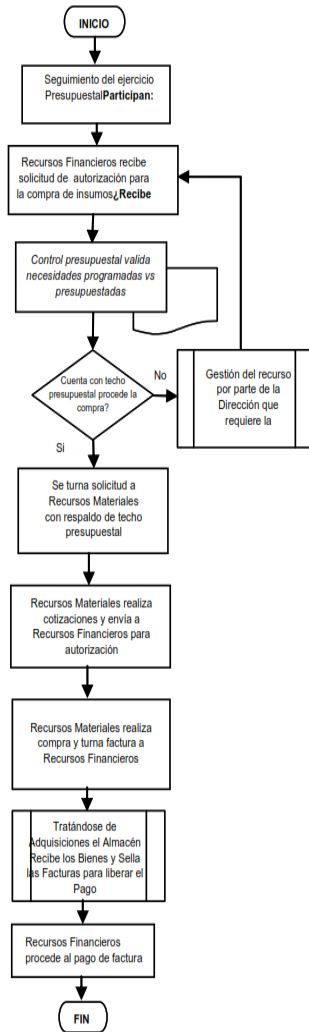 INICIO
Seguimiento del ejercicio
PresupuestalParticipan:
Recursos Financieros recibe
solicitud de autorización para
la compra de insumos¿Recibe
Control presupuestal valida
necesidades programadas vs
presupuestadas
Cuenta con techo
presupuestal procede la
compra?
No
Gestión del recurso
por parte de la
Dirección que
requiere la
Si
Se turna solicitud a
Recursos Materiales
con respaldo de techo
presupuestal
Recursos Materiales realiza
cotizaciones y envía a
Recursos Financieros para
autorización
Recursos Materiales realiza
compra y turna factura a
Recursos Financieros
Tratándose de
Adquisiciones el Almacén
Recibe los Bienes y Sella
las Facturas para liberar el
Pago
Recursos Financieros
procede al pago de factura
FIN